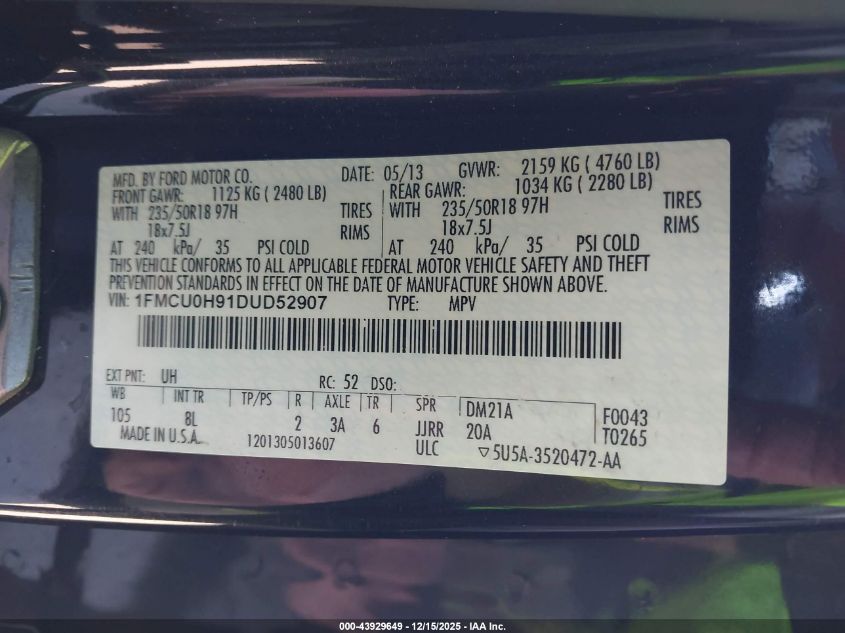 MFD. BY FORD MOTOR CO. DATE: 05/13 GVWR: 2159 KG ( 4760 LB)
FRONT GAWR: 1125 KG ( 2480 LB) REAR GAWR: 1034 KG ( 2280 LB)
WITH 235/50R18 97H TIRES WITH 235/50R18 97H TIRES
18x7.5J RIMS 18x7.5J RIMS
AT 240 kPa/ 35 PSI COLD AT 240 kPa/ 35 PSI COLD
THIS VEHICLE CONFORMS TO ALL APPLICABLE FEDERAL MOTOR VEHICLE SAFETY AND THEFT
PREVENTION STANDARDS IN EFFECT ON THE DATE OF MANUFACTURE SHOWN ABOVE.
VIN: 1FMCU0H91DUD52907 TYPE: MPV
EXT PNT: UH RC: 52 DSO:
WB INT TR TP/PS R AXLE TR SPR DM21A F0043
105 8L 2 3A 6 JJRR 20A T0265
MADE IN U.S.A. 1201305013607 ULC ▽5U5A-3520472-AA
000-43929649 - 12/15/2025 - IAA Inc.